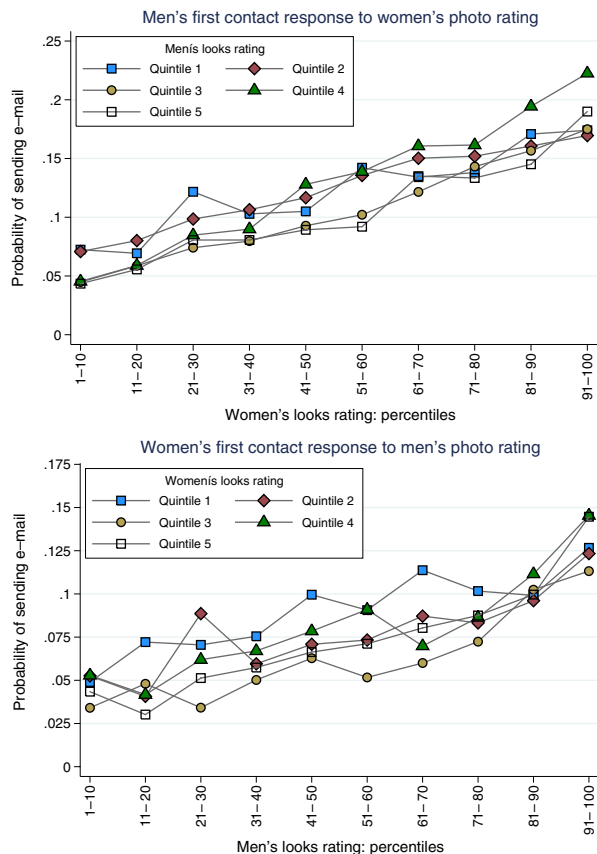 Men's first contact response to women's photo rating
.25
.2
.15
.1
.05
0
Probability of sending e–mail
Menís looks rating
Quintile 1 Quintile 2
Quintile 3 Quintile 4
Quintile 5
1–10 11–20 21–30 31–40 41–50 51–60 61–70 71–80 81–90 91–100
Women's looks rating: percentiles
Women's first contact response to men's photo rating
.175
.15
.125
.1
.075
.05
.025
0
Probability of sending e–mail
Womenís looks rating
Quintile 1 Quintile 2
Quintile 3 Quintile 4
Quintile 5
1–10 11–20 21–30 31–40 41–50 51–60 61–70 71–80 81–90 91–100
Men's looks rating: percentiles